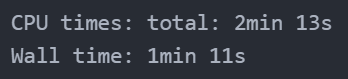 CPU times: total: 2min 13s
Wall time: 1min 11s